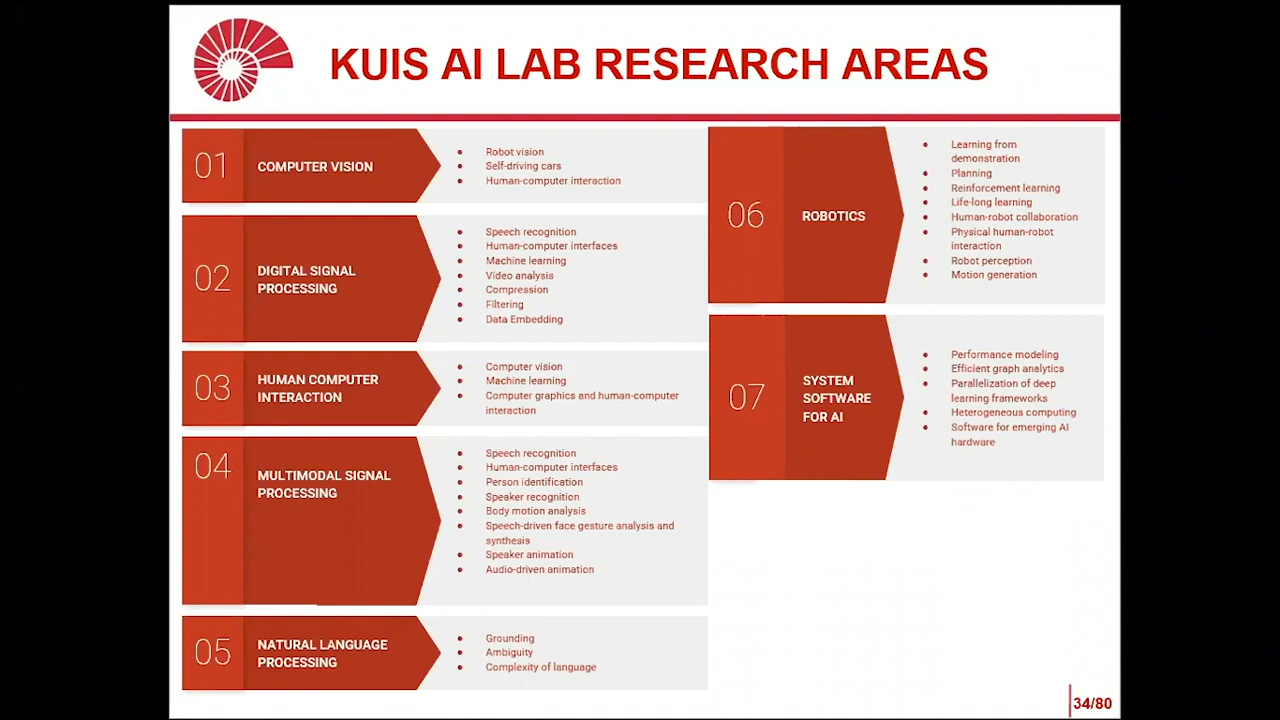 KUIS AI LAB RESEARCH AREAS
01
COMPUTER VISION
Robot vision
Self-driving cars
Human-computer interaction
02
DIGITAL SIGNAL
PROCESSING
Speech recognition
Human-computer interfaces
Machine learning
Video analysis
Compression
Filtering
Data Embedding
03
HUMAN COMPUTER
INTERACTION
Computer vision
Machine learning
Computer graphics and human-computer
interaction
04
MULTIMODAL SIGNAL
PROCESSING
Speech recognition
Human-computer interfaces
Person identification
Speaker recognition
Body motion analysis
Speech-driven face gesture analysis and
synthesis
Speaker animation
Audio-driven animation
05
NATURAL LANGUAGE
PROCESSING
Grounding
Ambiguity
Complexity of language
06
ROBOTICS
Learning from
demonstration
Planning
Reinforcement learning
Life-long learning
Human-robot collaboration
Physical human-robot
interaction
Robot perception
Motion generation
07
SYSTEM
SOFTWARE
FOR AI
Performance modeling
Efficient graph analytics
Parallelization of deep
learning frameworks
Heterogeneous computing
Software for emerging AI
hardware
34/80